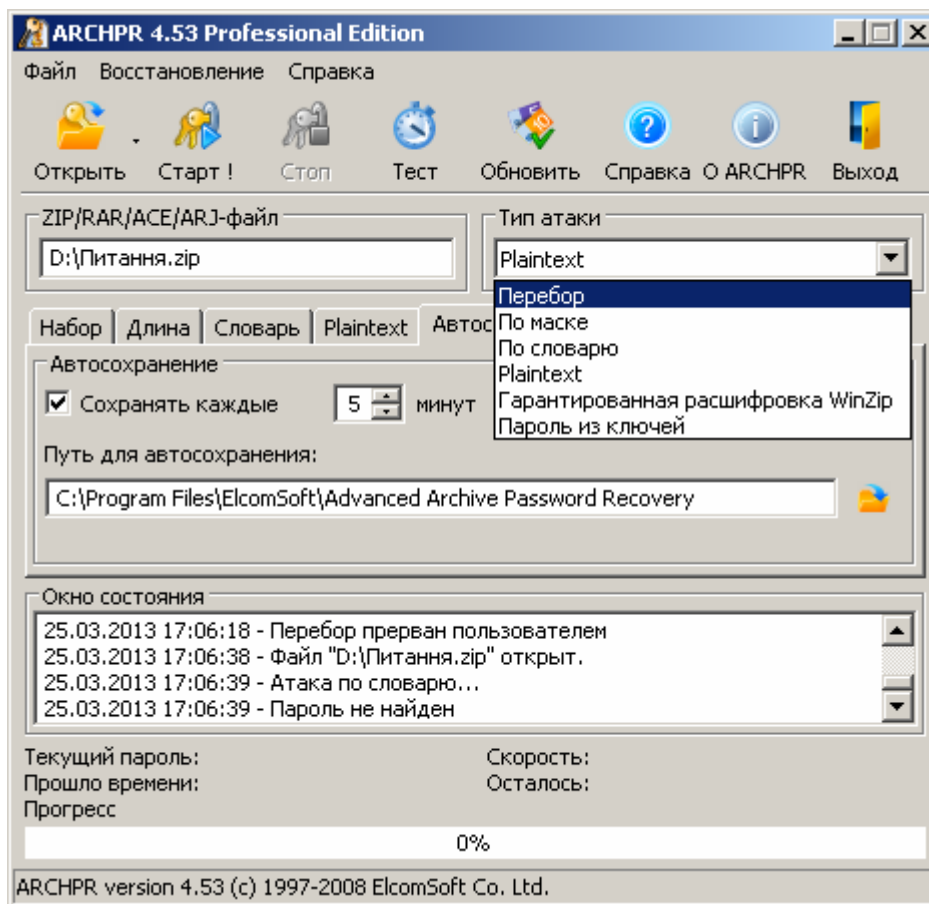 ARCHPR 4.53 Professional Edition
Файл Восстановление Справка
Открыть Старт ! Стоп Тест Обновить Справка О ARCHPR Выход
ZIP/RAR/ACE/ARJ-файл
D:\Питання.zip
Тип атаки
Plaintext
Перебор
По маске
По словарю
Plaintext
Гарантированная расшифровка WinZip
Пароль из ключей
Набор Длина Словарь Plaintext Автос
Автосохранение
Сохранять каждые 5 минут
Путь для автосохранения:
C:\Program Files\ElcomSoft\Advanced Archive Password Recovery
Окно состояния
25.03.2013 17:06:18 - Перебор прерван пользователем
25.03.2013 17:06:38 - Файл "D:\Питання.zip" открыт.
25.03.2013 17:06:39 - Атака по словарю...
25.03.2013 17:06:39 - Пароль не найден
Текущий пароль: Скорость:
Прошло времени: Осталось:
Прогресс
0%
ARCHPR version 4.53 (c) 1997-2008 ElcomSoft Co. Ltd.